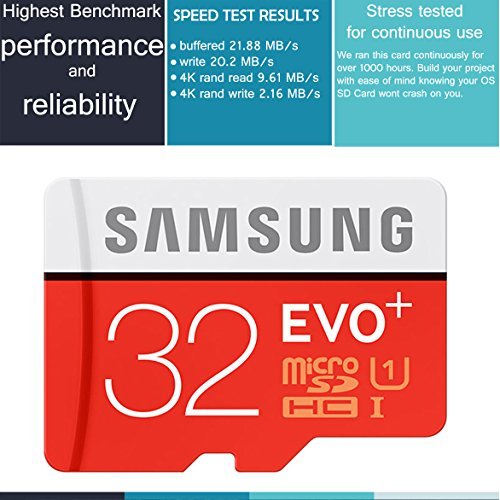 Highest Benchmark
performance
and
reliability
SPEED TEST RESULTS
• buffered 21.88 MB/s
• write 20.2 MB/s
• 4K rand read 9.61 MB/s
• 4K rand write 2.16 MB/s
Stress tested
for continuous use
We ran this card continuously for
over 1000 hours. Build your project
with ease of mind knowing your OS
SD Card wont crash on you.
SAMSUNG
32 EVO+
micro SD HC I U1